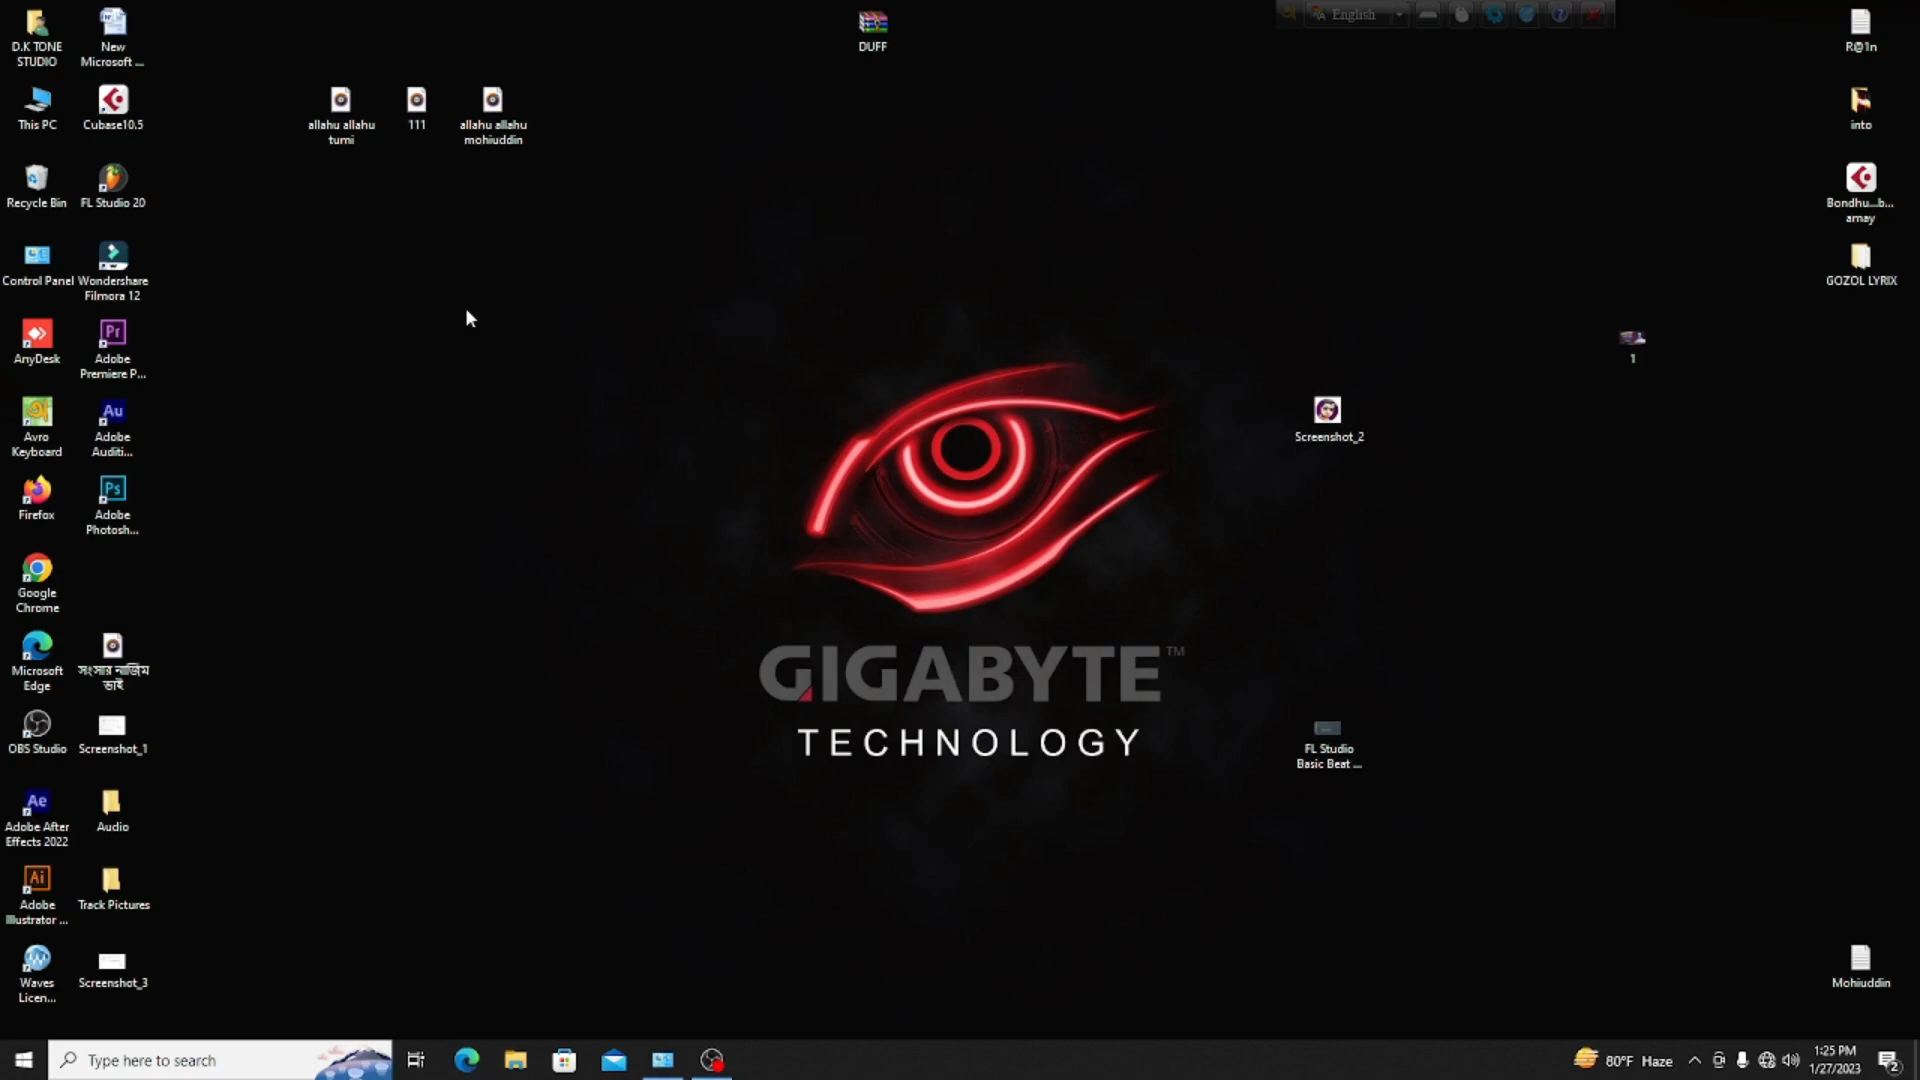 D.K TONE
STUDIO
New
Microsoft ...
This PC
Cubase10.5
Recycle Bin
FL Studio 20
Control Panel
Wondershare
Filmora 12
AnyDesk
Adobe
Premiere P...
Avro
Keyboard
Adobe
Auditi...
Firefox
Adobe
Photosh...
Google
Chrome
Microsoft
Edge
সংসার নাজিম
ভাই
OBS Studio
Screenshot_1
Adobe After
Effects 2022
Audio
Adobe
Illustrator ...
Track Pictures
Waves
Licen...
Screenshot_3
allahu allahu
tumi
111
allahu allahu
mohiuddin
DUFF
English
R@1n
into
Bondhu...b...
amay
GOZOL LYRIX
1
Screenshot_2
FL Studio
Basic Beat ...
Mohiuddin
GIGABYTE™
TECHNOLOGY
Type here to search
80°F Haze
1:25 PM
1/27/2023
2